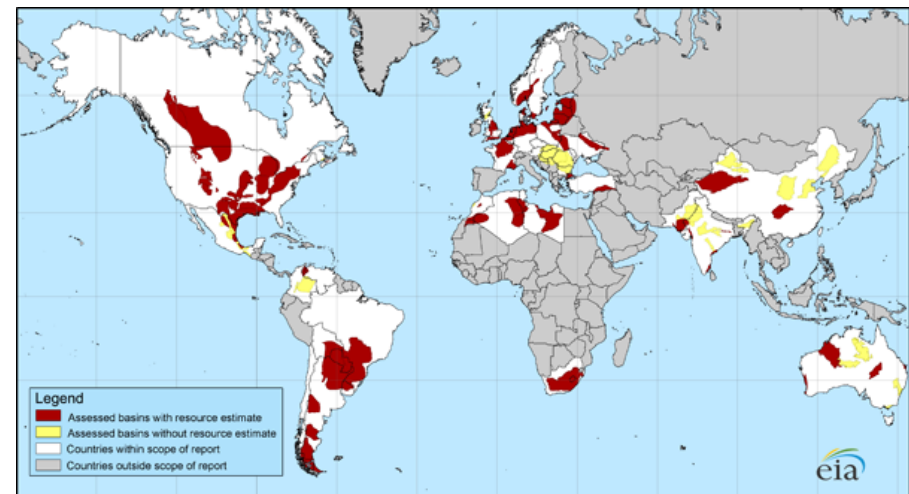 Legend
Assessed basins with resource estimate
Assessed basins without resource estimate
Countries within scope of report
Countries outside scope of report
eia